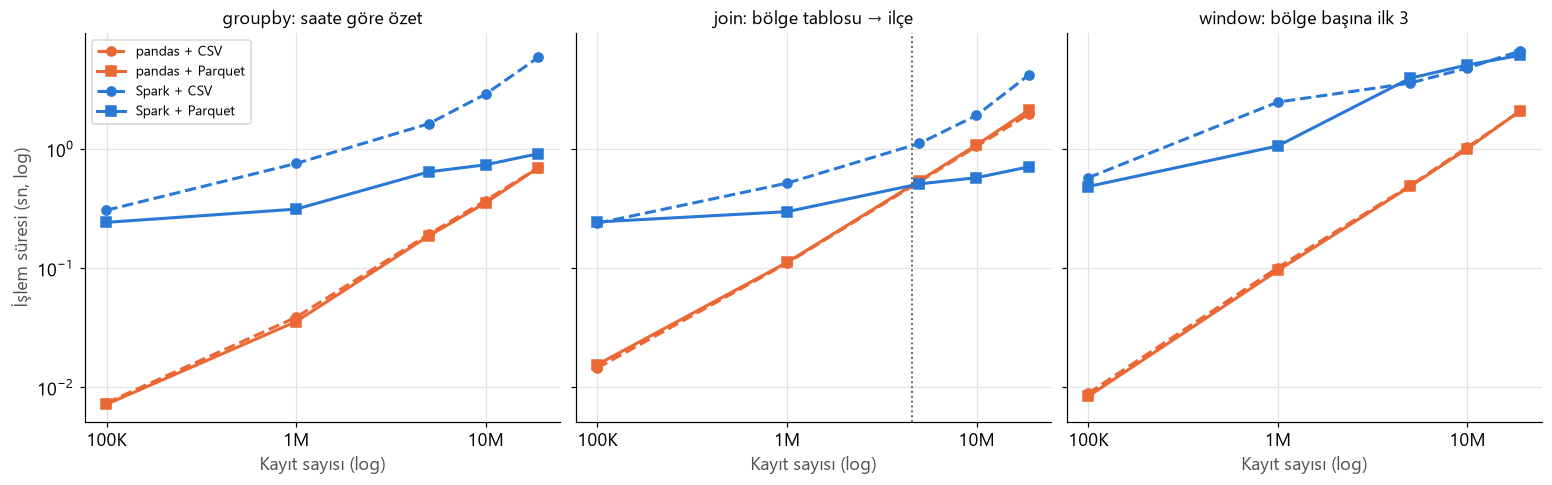 groupby: saate göre özet
join: bölge tablosu → ilçe
window: bölge başına ilk 3
pandas + CSV
pandas + Parquet
Spark + CSV
Spark + Parquet
İşlem süresi (sn, log)
10⁰
10⁻¹
10⁻²
100K 1M 10M
100K 1M 10M
100K 1M 10M
Kayıt sayısı (log)
Kayıt sayısı (log)
Kayıt sayısı (log)